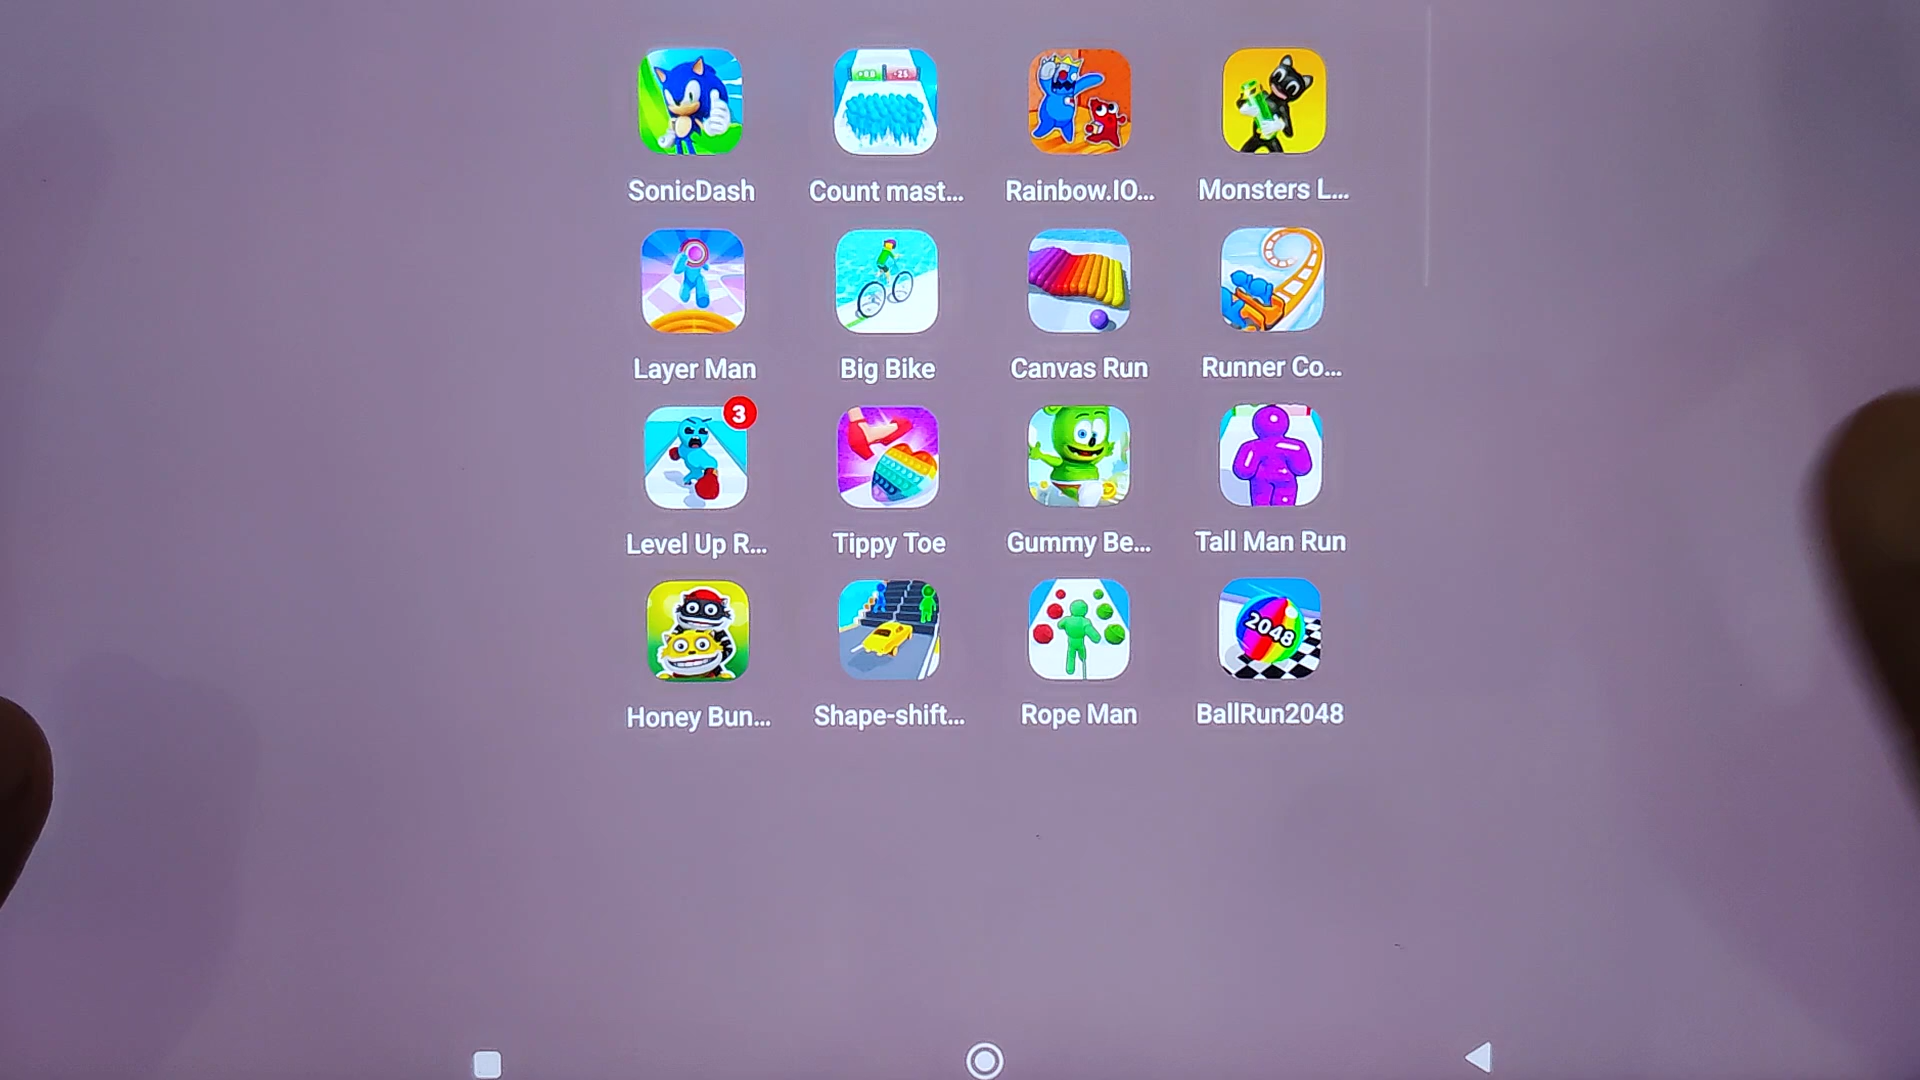 SonicDash
Count mast...
Rainbow.IO...
Monsters L...
Layer Man
Big Bike
Canvas Run
Runner Co...
3
Level Up R...
Tippy Toe
Gummy Be...
Tall Man Run
2048
Honey Bun...
Shape-shift...
Rope Man
BallRun2048